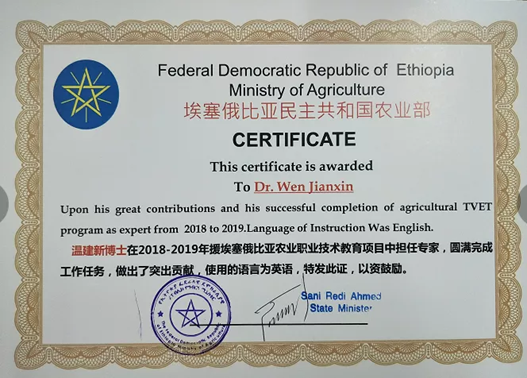 Federal Democratic Republic of Ethiopia
Ministry of Agriculture
埃塞俄比亚民主共和国农业部
CERTIFICATE
This certificate is awarded
To Dr. Wen Jianxin
Upon his great contributions and his successful completion of agricultural TVET
program as expert from 2018 to 2019.Language of Instruction Was English.
温建新博士在2018-2019年援埃塞俄比亚农业职业技术教育项目中担任专家，圆满完成
工作任务，做出了突出贡献，使用的语言为英语，特发此证，以资鼓励。
Sani Redi Ahmed
State Minister